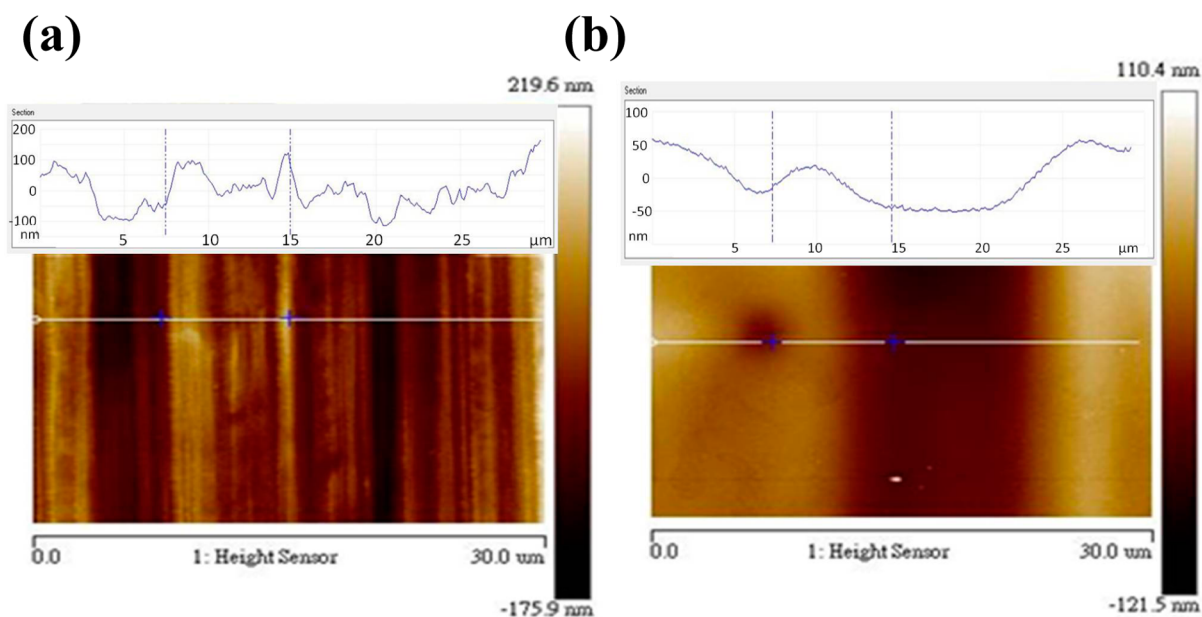 (a)
219.6 nm
Section
200
100
0
-100
nm
5
10
15
20
25
µm
0.0
1: Height Sensor
30.0 um
-175.9 nm
(b)
110.4 nm
Section
100
50
0
-50
nm
5
10
15
20
25
µm
0.0
1: Height Sensor
30.0 um
-121.5 nm